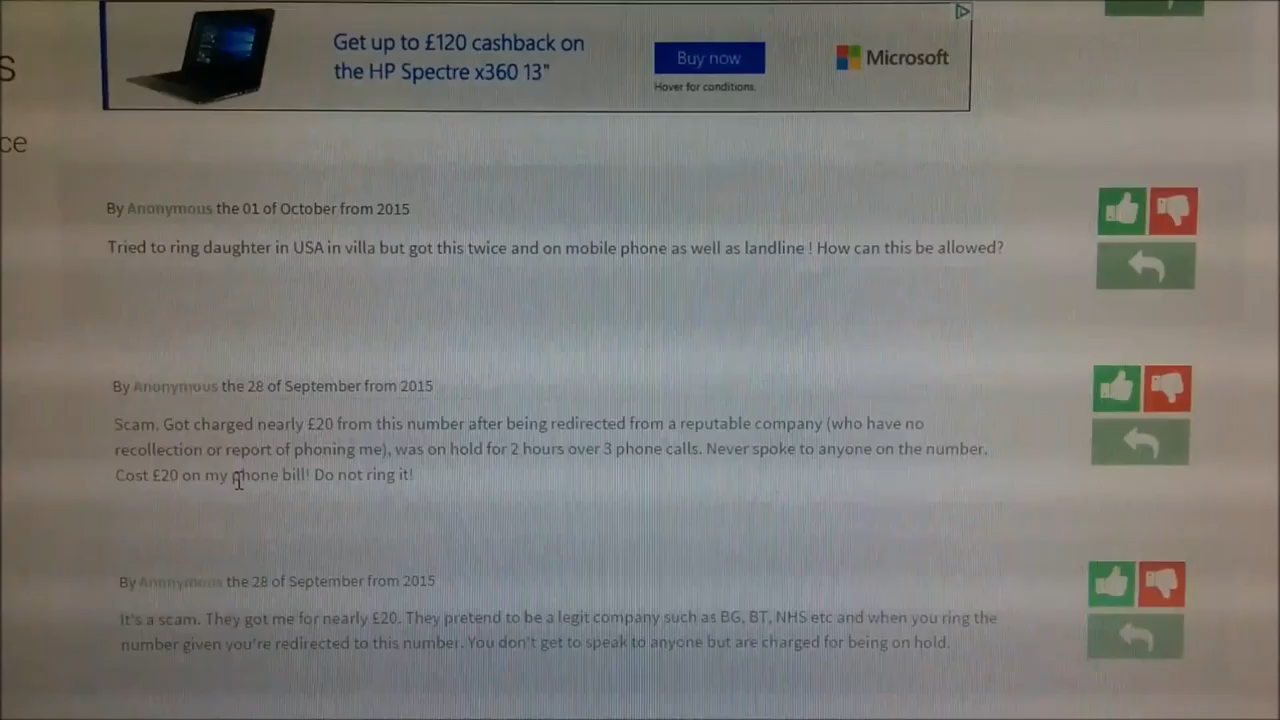 Get up to £120 cashback on
the HP Spectre x360 13"
Buy now
Hover for conditions.
Microsoft
s
ce
By Anonymous the 01 of October from 2015
Tried to ring daughter in USA in villa but got this twice and on mobile phone as well as landline ! How can this be allowed?
By Anonymous the 28 of September from 2015
Scam. Got charged nearly £20 from this number after being redirected from a reputable company (who have no
recollection or report of phoning me), was on hold for 2 hours over 3 phone calls. Never spoke to anyone on the number.
Cost £20 on my phone bill! Do not ring it!
By Anonymous the 28 of September from 2015
It's a scam. They got me for nearly £20. They pretend to be a legit company such as BG, BT, NHS etc and when you ring the
number given you're redirected to this number. You don't get to speak to anyone but are charged for being on hold.